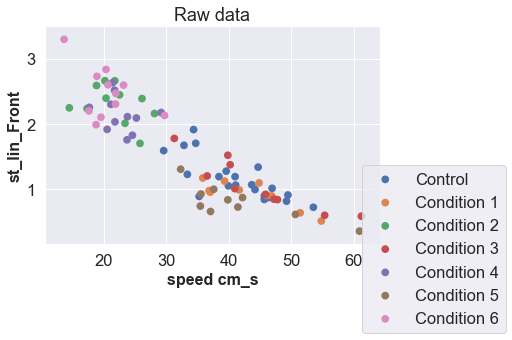 Raw data
st_lin_Front
3
2
1
20
30
40
50
60
speed cm_s
Control
Condition 1
Condition 2
Condition 3
Condition 4
Condition 5
Condition 6